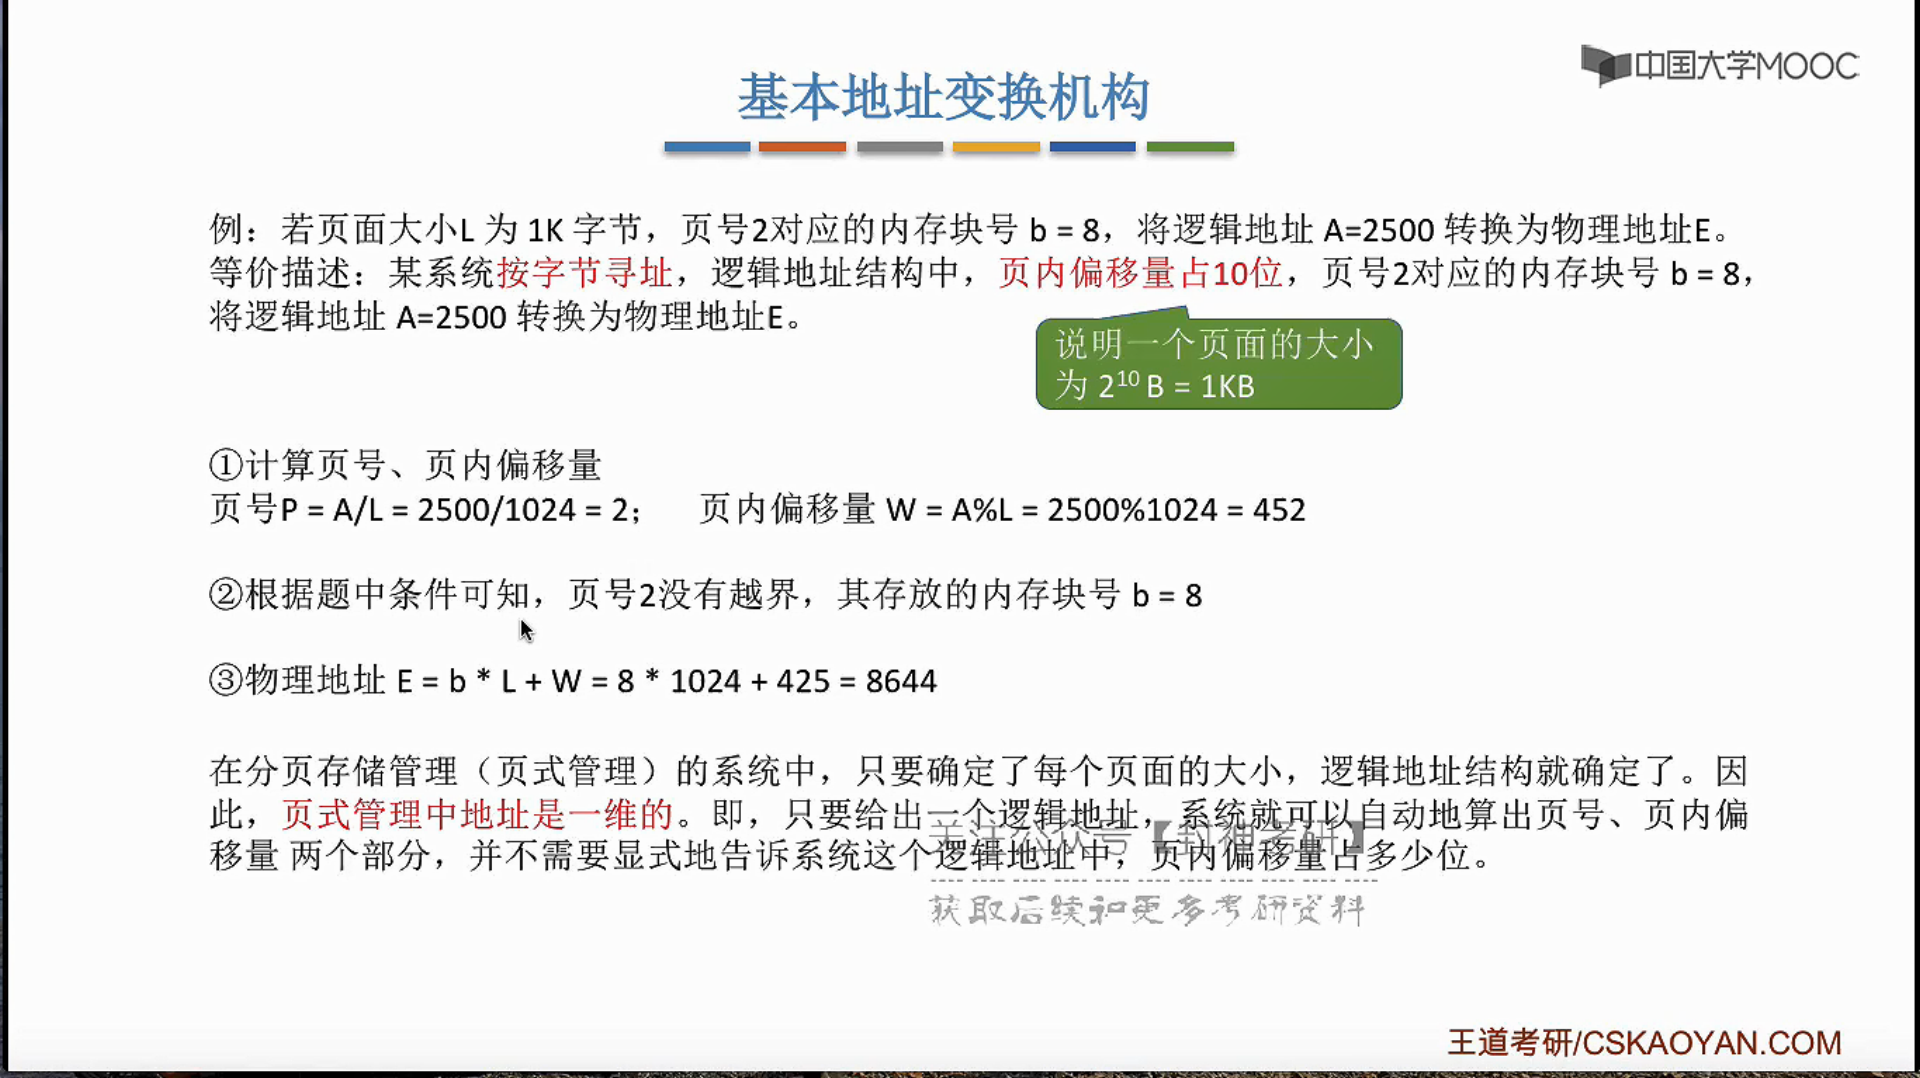 中国大学MOOC
基本地址变换机构
例：若页面大小L 为 1K 字节，页号2对应的内存块号 b = 8，将逻辑地址 A=2500 转换为物理地址E。
等价描述：某系统按字节寻址，逻辑地址结构中，页内偏移量占10位，页号2对应的内存块号 b = 8，
将逻辑地址 A=2500 转换为物理地址E。
说明一个页面的大小
为 2¹⁰ B = 1KB
①计算页号、页内偏移量
页号P = A/L = 2500/1024 = 2； 页内偏移量 W = A%L = 2500%1024 = 452
②根据题中条件可知，页号2没有越界，其存放的内存块号 b = 8
③物理地址 E = b * L + W = 8 * 1024 + 425 = 8644
在分页存储管理（页式管理）的系统中，只要确定了每个页面的大小，逻辑地址结构就确定了。因
此，页式管理中地址是一维的。即，只要给出一个逻辑地址，系统就可以自动地算出页号、页内偏
移量 两个部分，并不需要显式地告诉系统这个逻辑地址中，页内偏移量占多少位。
关注公众号【封神考研】
获取后续和更多考研资料
王道考研/CSKAOYAN.COM